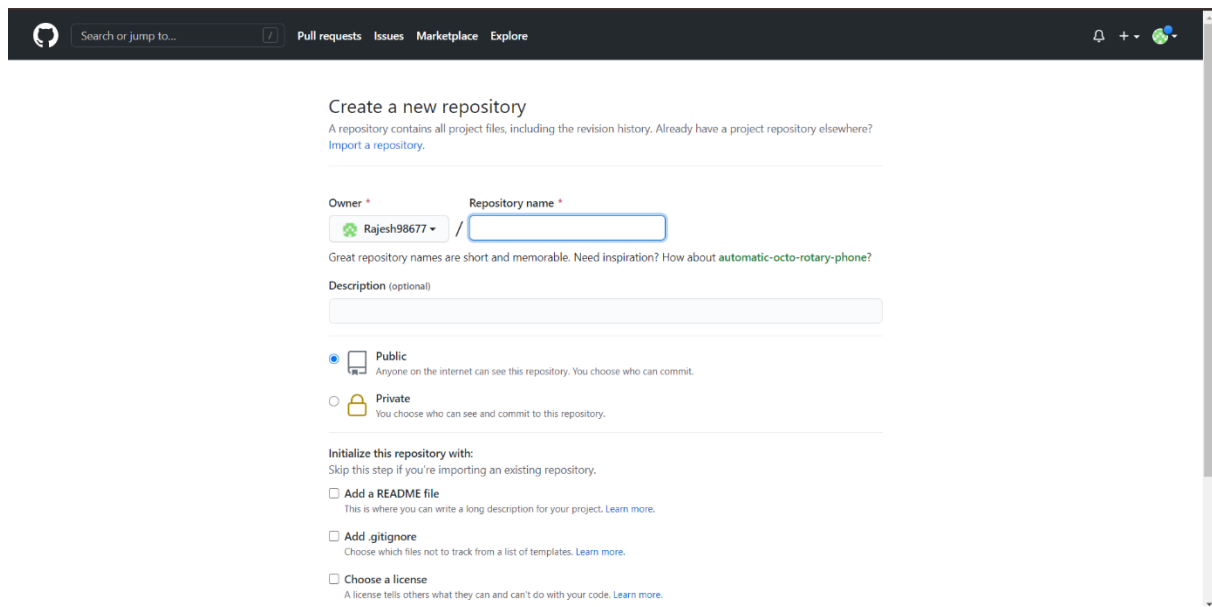 Search or jump to... /
Pull requests Issues Marketplace Explore
Create a new repository
A repository contains all project files, including the revision history. Already have a project repository elsewhere?
Import a repository.
Owner * Repository name *
Rajesh98677 /
Great repository names are short and memorable. Need inspiration? How about automatic-octo-rotary-phone?
Description (optional)
Public
Anyone on the internet can see this repository. You choose who can commit.
Private
You choose who can see and commit to this repository.
Initialize this repository with:
Skip this step if you're importing an existing repository.
Add a README file
This is where you can write a long description for your project. Learn more.
Add .gitignore
Choose which files not to track from a list of templates. Learn more.
Choose a license
A license tells others what they can and can't do with your code. Learn more.